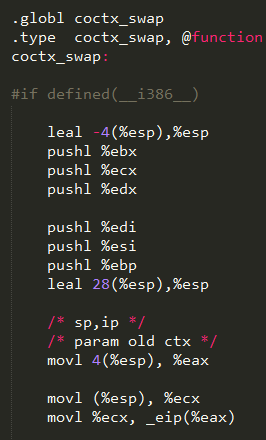 .globl coctx_swap
.type  coctx_swap, @function
coctx_swap:
#if defined(__i386__)
leal -4(%esp),%esp
pushl %ebx
pushl %ecx
pushl %edx
pushl %edi
pushl %esi
pushl %ebp
leal 28(%esp),%esp
/* sp,ip */
/* param old ctx */
movl 4(%esp), %eax
movl (%esp), %ecx
movl %ecx, _eip(%eax)